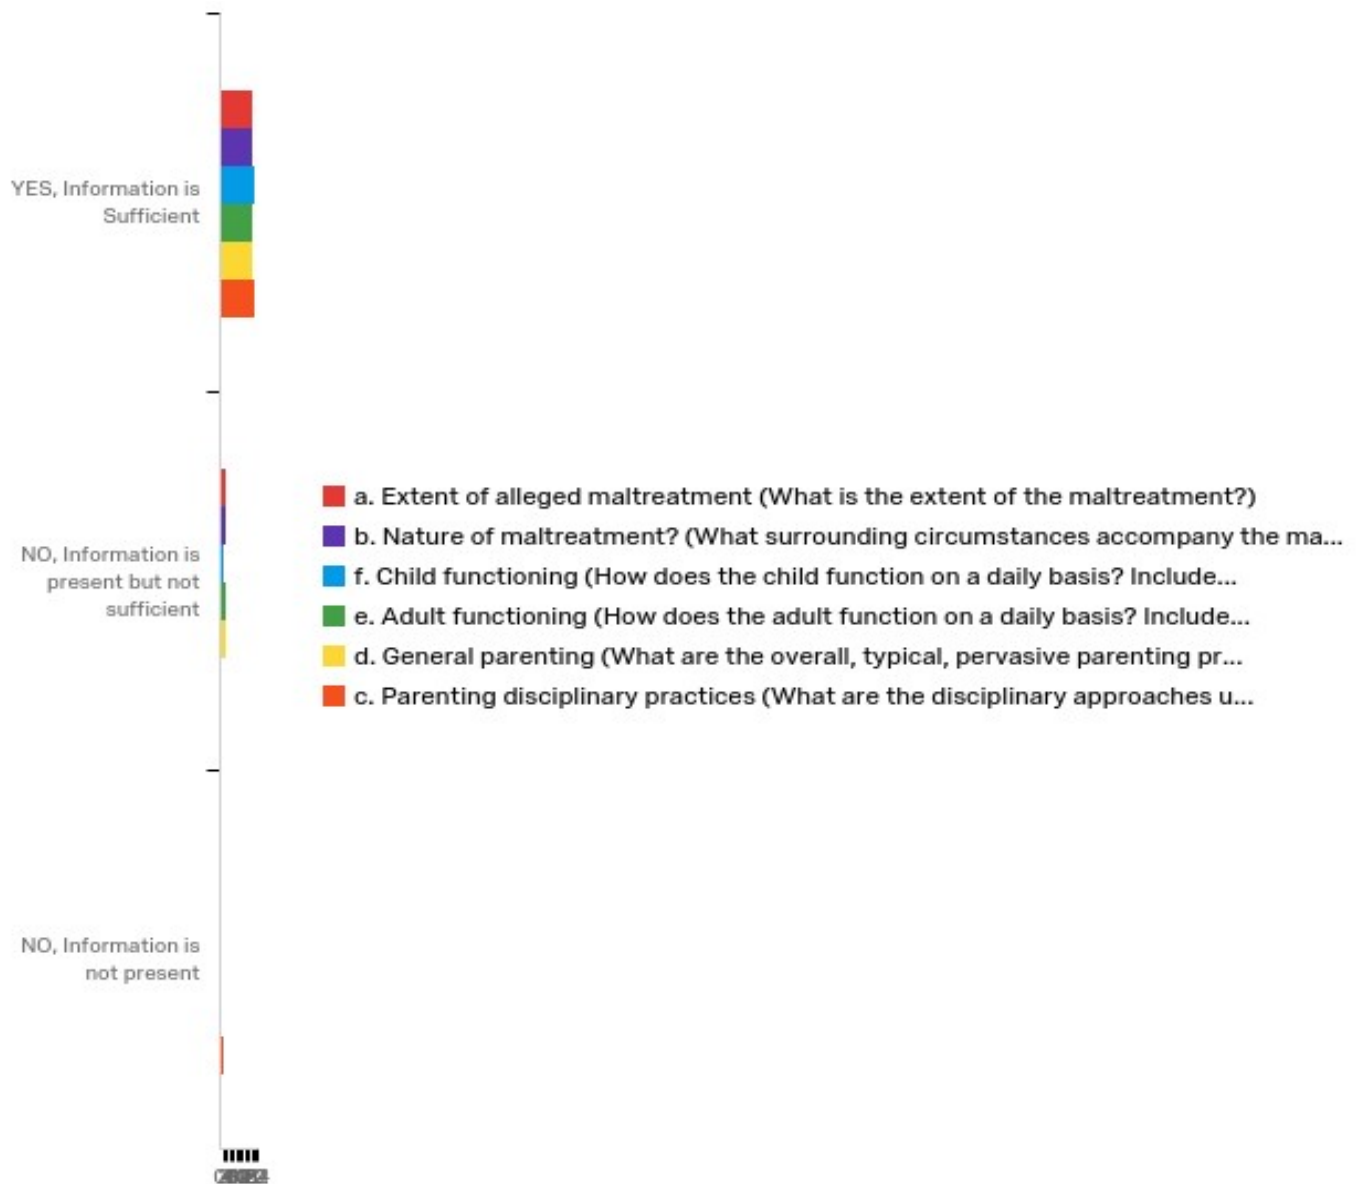 YES, Information is
Sufficient
NO, Information is
present but not
sufficient
a. Extent of alleged maltreatment (What is the extent of the maltreatment?)
b. Nature of maltreatment? (What surrounding circumstances accompany the ma...
f. Child functioning (How does the child function on a daily basis? Include...
e. Adult functioning (How does the adult function on a daily basis? Include...
d. General parenting (What are the overall, typical, pervasive parenting pr...
c. Parenting disciplinary practices (What are the disciplinary approaches u...
NO, Information is
not present